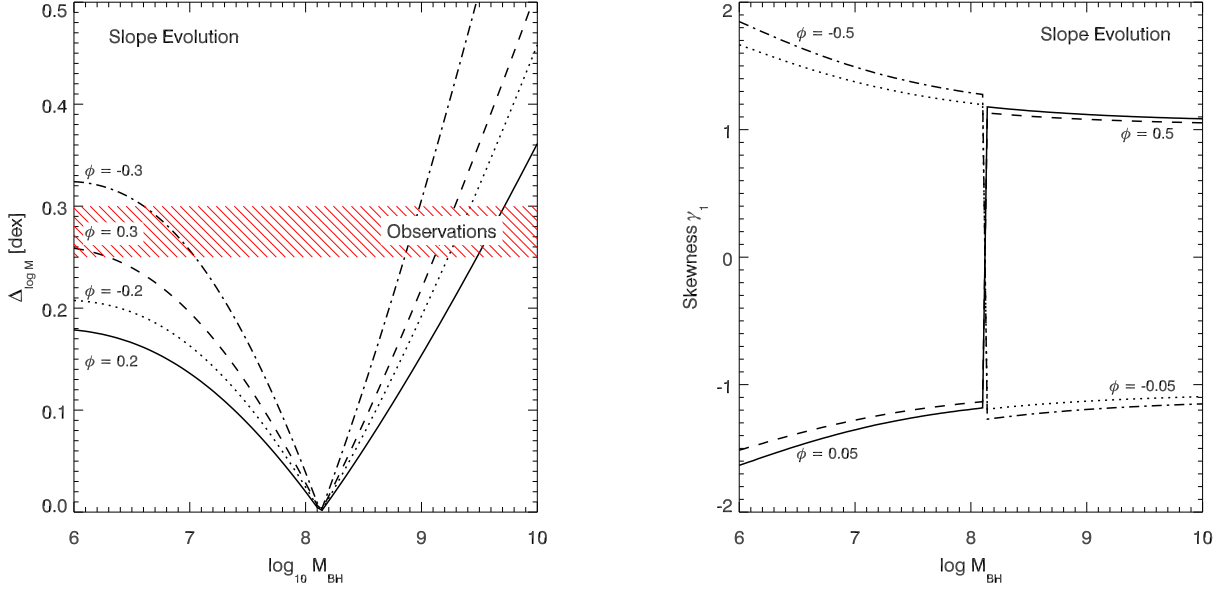 0.5
0.4
0.3
0.2
0.1
0.0
Δ log M [dex]
Slope Evolution
ϕ = -0.3
ϕ = 0.3
ϕ = -0.2
ϕ = 0.2
Observations
6 7 8 9 10
log10 MBH
2
1
0
-1
-2
Skewness γ1
Slope Evolution
ϕ = -0.5
ϕ = 0.5
ϕ = -0.05
ϕ = 0.05
6 7 8 9 10
log MBH